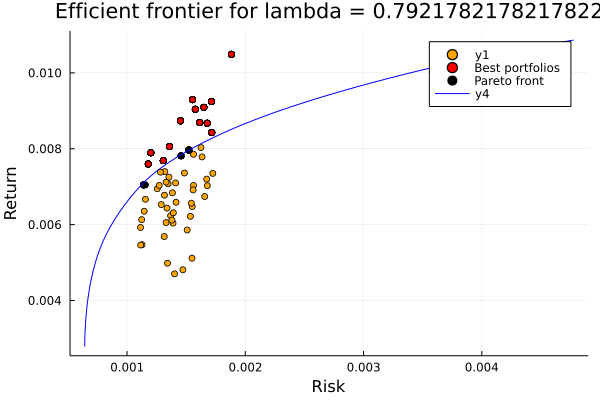 Efficient frontier for lambda = 0.7921782178217822
y1
Best portfolios
Pareto front
y4
0.010
0.008
0.006
0.004
Return
0.001
0.002
0.003
0.004
Risk